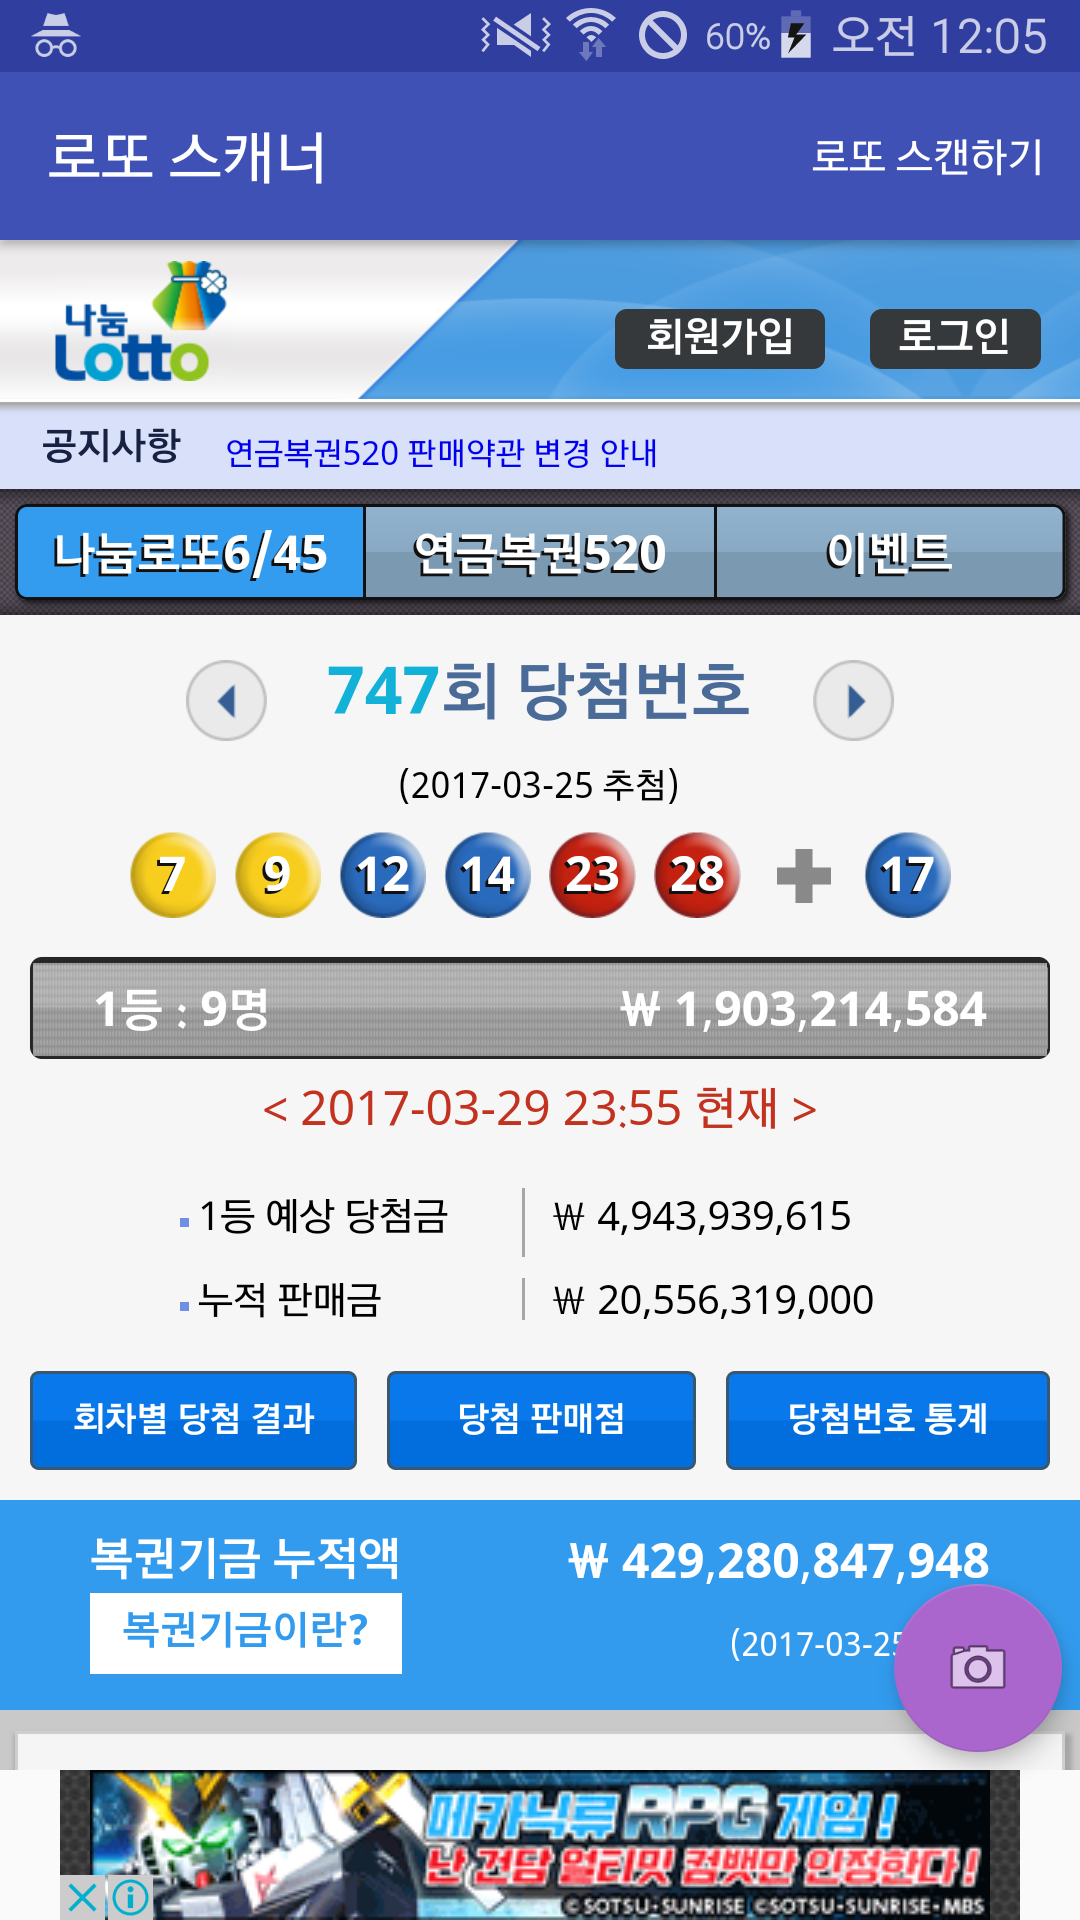 60% 오전 12:05
로또 스캐너 로또 스캔하기
나눔 Lotto 회원가입 로그인
공지사항 연금복권520 판매약관 변경 안내
나눔로또6/45 연금복권520 이벤트
747회 당첨번호
(2017-03-25 추첨)
7 9 12 14 23 28 + 17
1등 : 9명 ₩ 1,903,214,584
< 2017-03-29 23:55 현재 >
1등 예상 당첨금 ₩ 4,943,939,615
누적 판매금 ₩ 20,556,319,000
회차별 당첨 결과 당첨 판매점 당첨번호 통계
복권기금 누적액 ₩ 429,280,847,948
복권기금이란? (2017-03-25
메카닉류 RPG 게임!
난 건담 얼티밋 컴뱃만 인정한다!
©SOTSU·SUNRISE ©SOTSU·SUNRISE·MBS